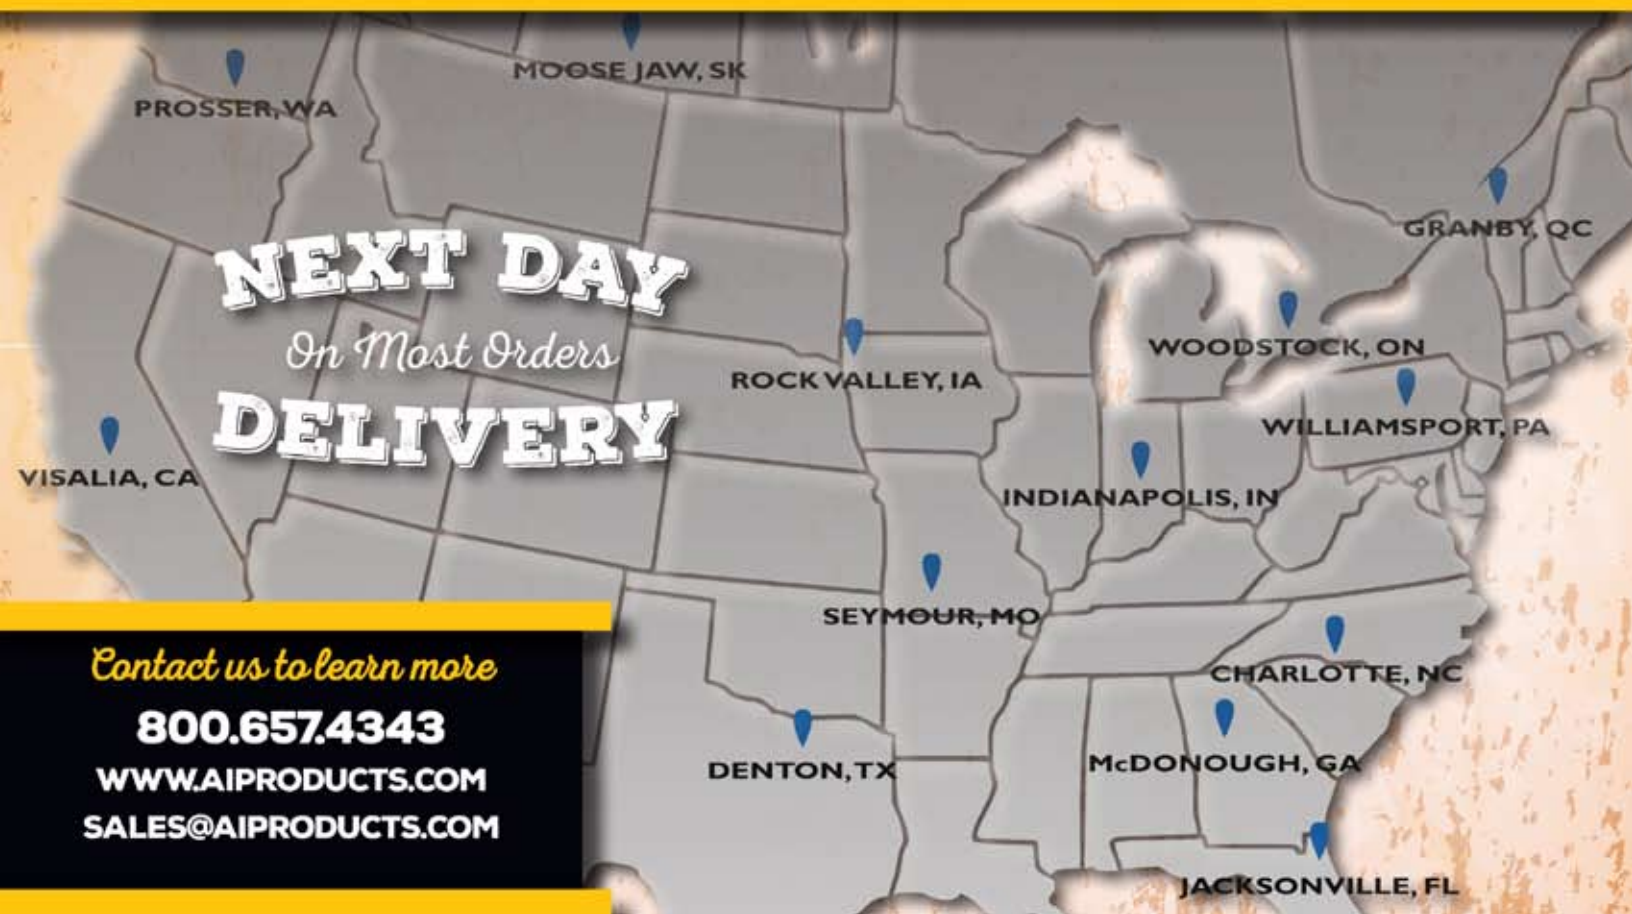 MOOSE JAW, SK
PROSSER, WA
GRANBY, QC
NEXT DAY
On Most Orders
DELIVERY
WOODSTOCK, ON
ROCK VALLEY, IA
WILLIAMSPORT, PA
VISALIA, CA
INDIANAPOLIS, IN
SEYMOUR, MO
CHARLOTTE, NC
DENTON, TX
McDONOUGH, GA
JACKSONVILLE, FL
Contact us to learn more
800.657.4343
WWW.AIPRODUCTS.COM
SALES@AIPRODUCTS.COM